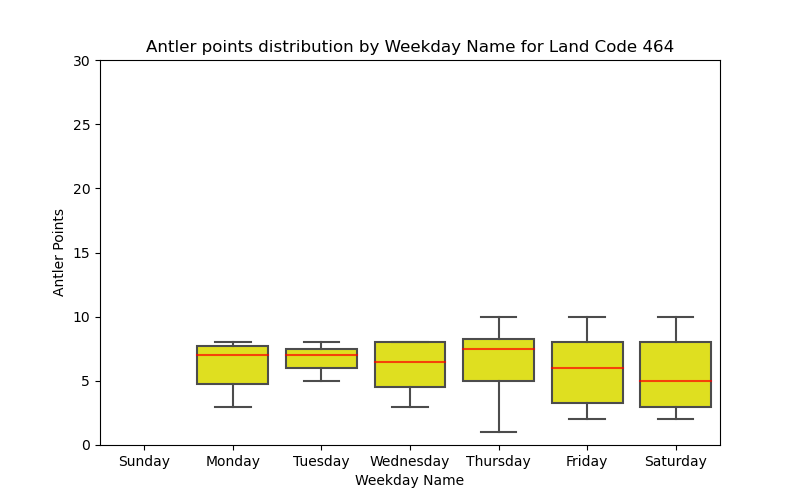 Antler points distribution by Weekday Name for Land Code 464
30
25
20
15
10
5
0
Antler Points
Sunday Monday Tuesday Wednesday Thursday Friday Saturday
Weekday Name